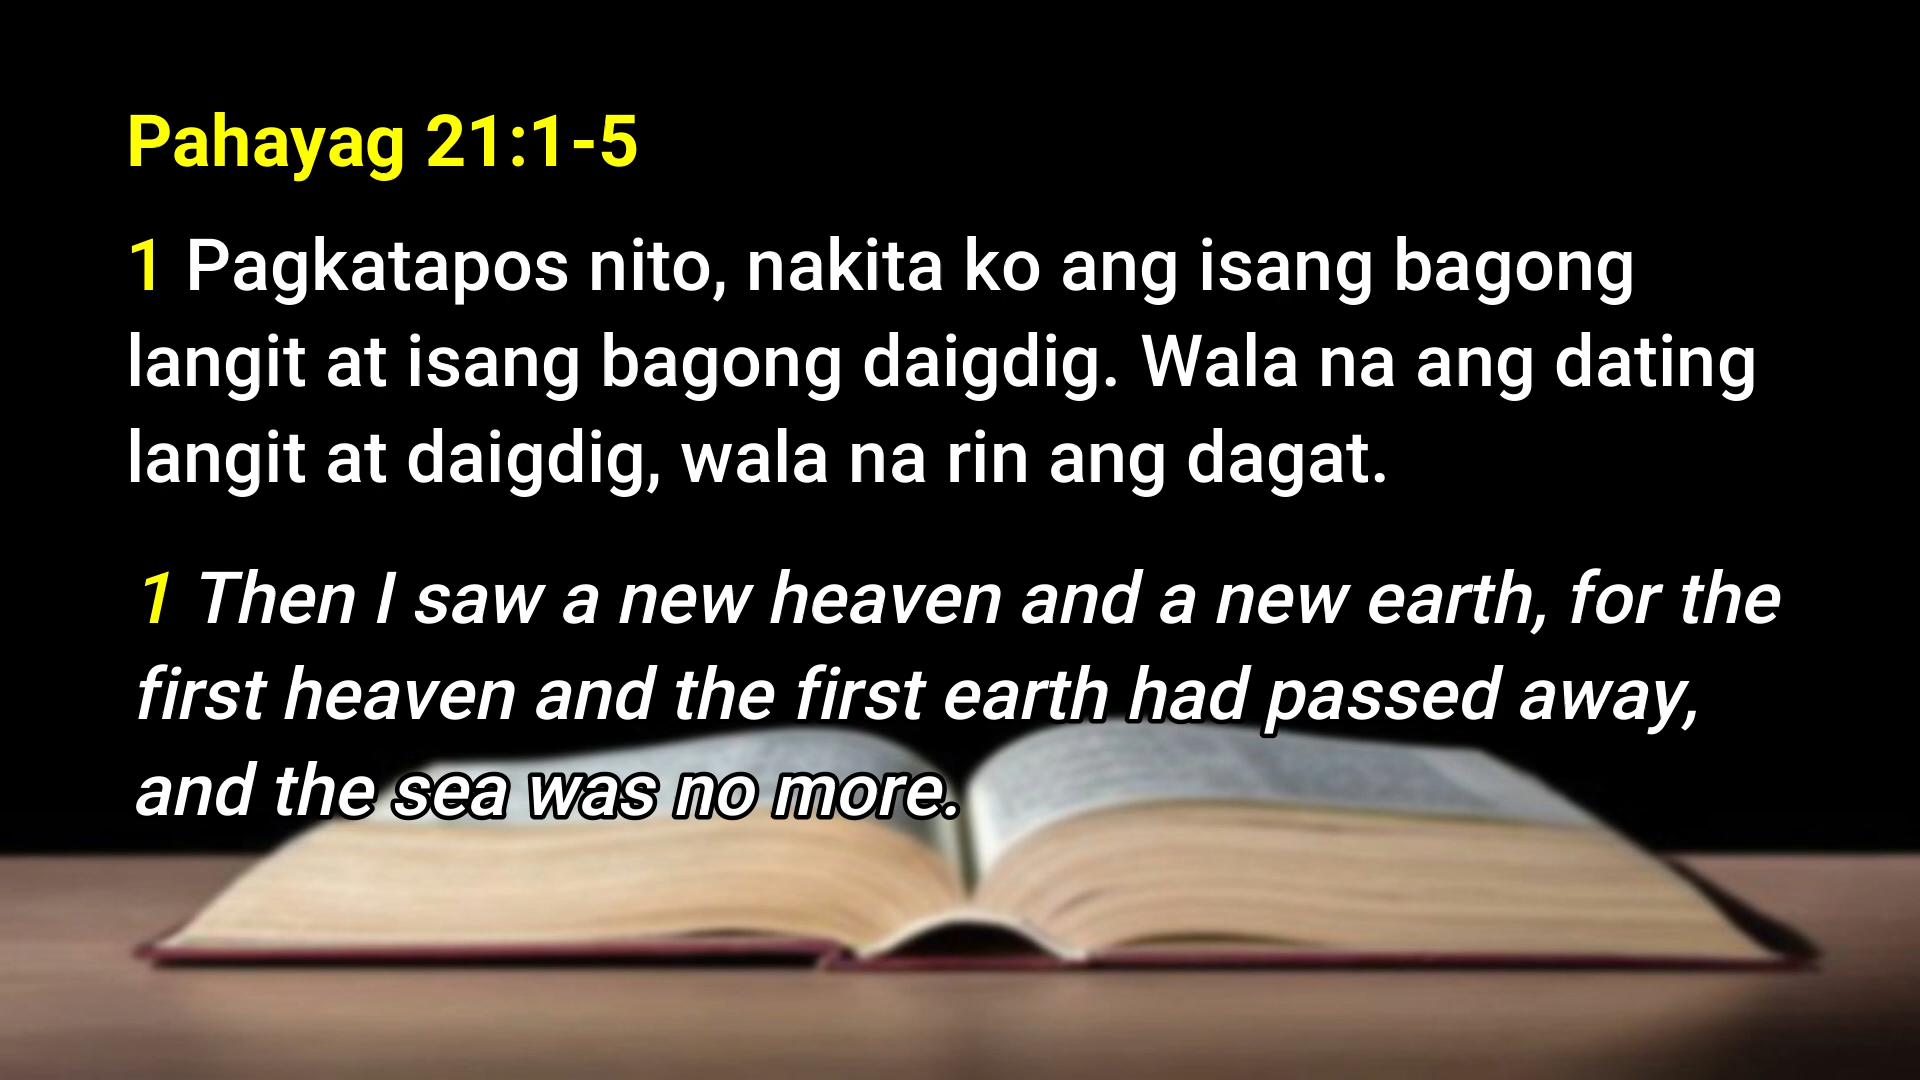 Pahayag 21:1-5
1 Pagkatapos nito, nakita ko ang isang bagong
langit at isang bagong daigdig. Wala na ang dating
langit at daigdig, wala na rin ang dagat.
1 Then I saw a new heaven and a new earth, for the
first heaven and the first earth had passed away,
and the sea was no more.